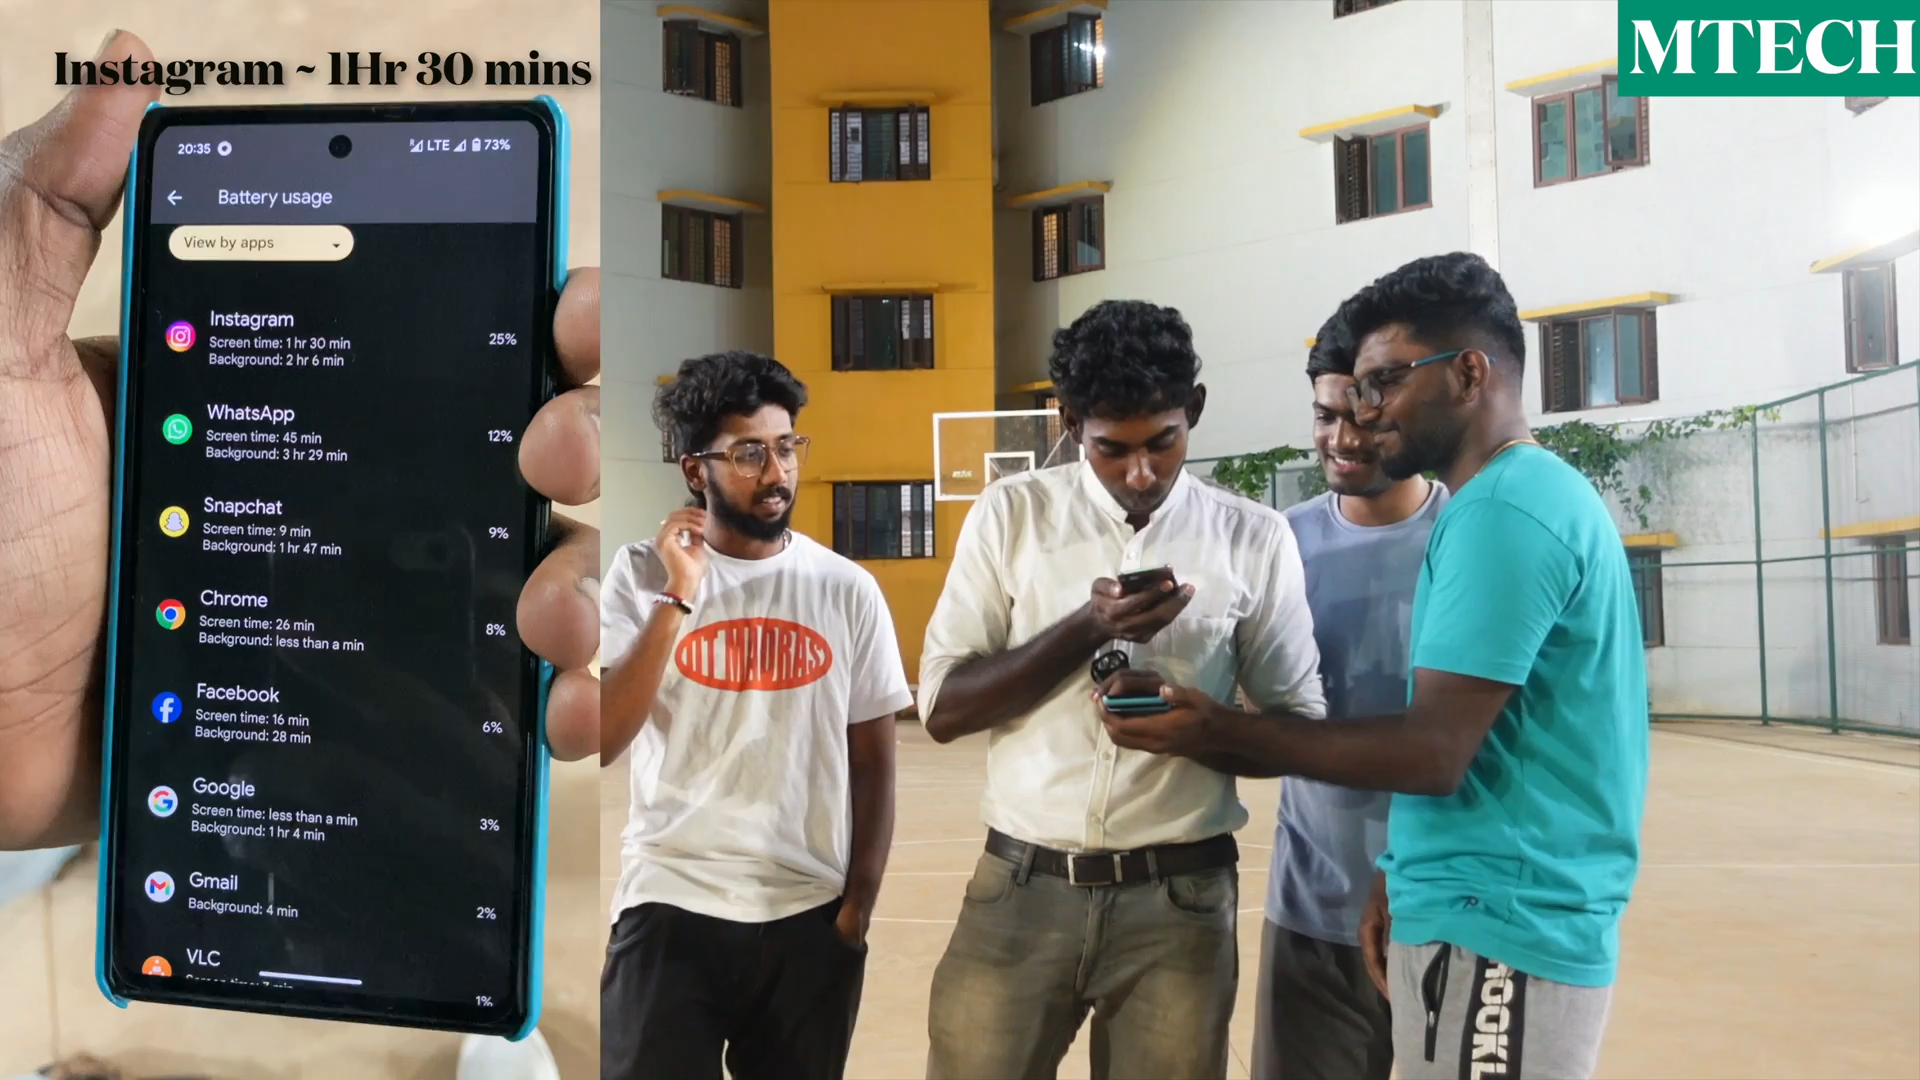 Instagram ~ 1Hr 30 mins
MTECH
20:35
LTE
73%
Battery usage
View by apps
Instagram
Screen time: 1 hr 30 min
Background: 2 hr 6 min
25%
WhatsApp
Screen time: 45 min
Background: 3 hr 29 min
12%
Snapchat
Screen time: 9 min
Background: 1 hr 47 min
9%
Chrome
Screen time: 26 min
Background: less than a min
8%
Facebook
Screen time: 16 min
Background: 28 min
6%
Google
Screen time: less than a min
Background: 1 hr 4 min
3%
Gmail
Background: 4 min
2%
VLC
Screen time: 7 min
1%
IIT MADRAS